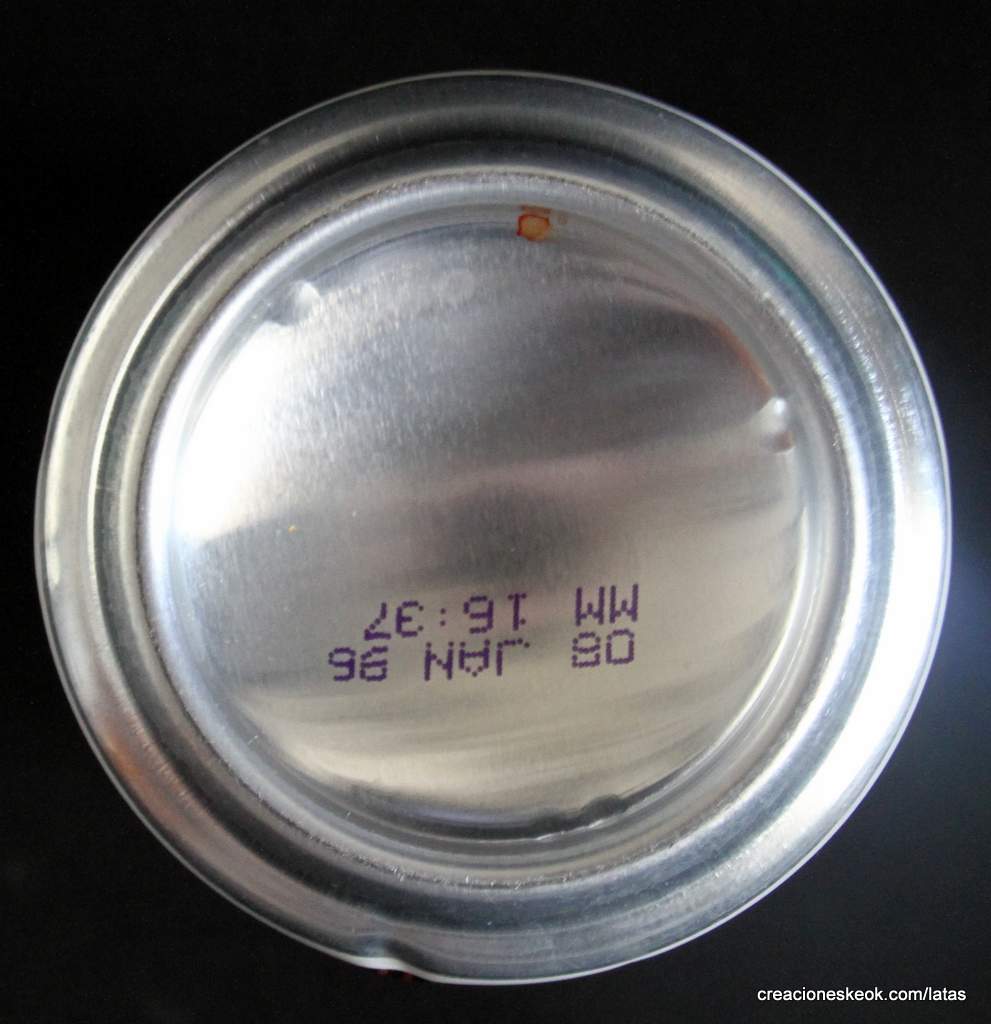 08 JAN 96
MM 16:37
creacioneskeok.com/latas